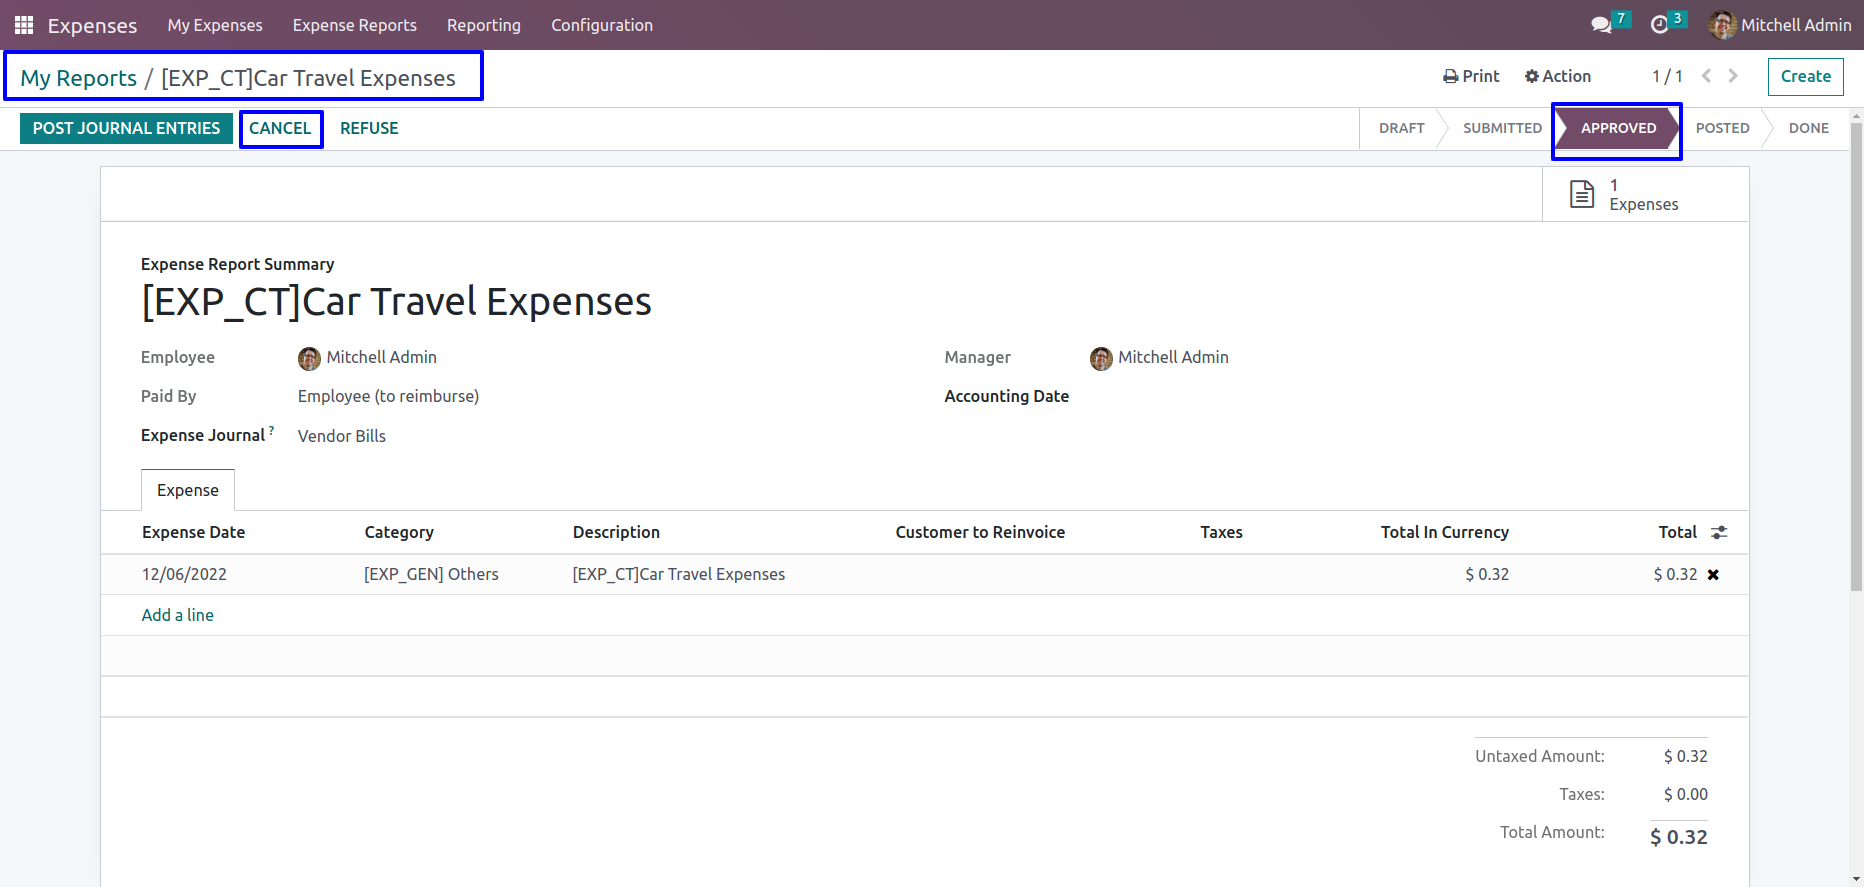 Expenses My Expenses Expense Reports Reporting Configuration 7 3 Mitchell Admin
My Reports / [EXP_CT]Car Travel Expenses Print Action 1 / 1 Create
POST JOURNAL ENTRIES CANCEL REFUSE DRAFT SUBMITTED APPROVED POSTED DONE
1
Expenses
Expense Report Summary
[EXP_CT]Car Travel Expenses
Employee Mitchell Admin Manager Mitchell Admin
Paid By Employee (to reimburse) Accounting Date
Expense Journal ? Vendor Bills
Expense
Expense Date Category Description Customer to Reinvoice Taxes Total In Currency Total
12/06/2022 [EXP_GEN] Others [EXP_CT]Car Travel Expenses $ 0.32 $ 0.32
Add a line
Untaxed Amount: $ 0.32
Taxes: $ 0.00
Total Amount: $ 0.32